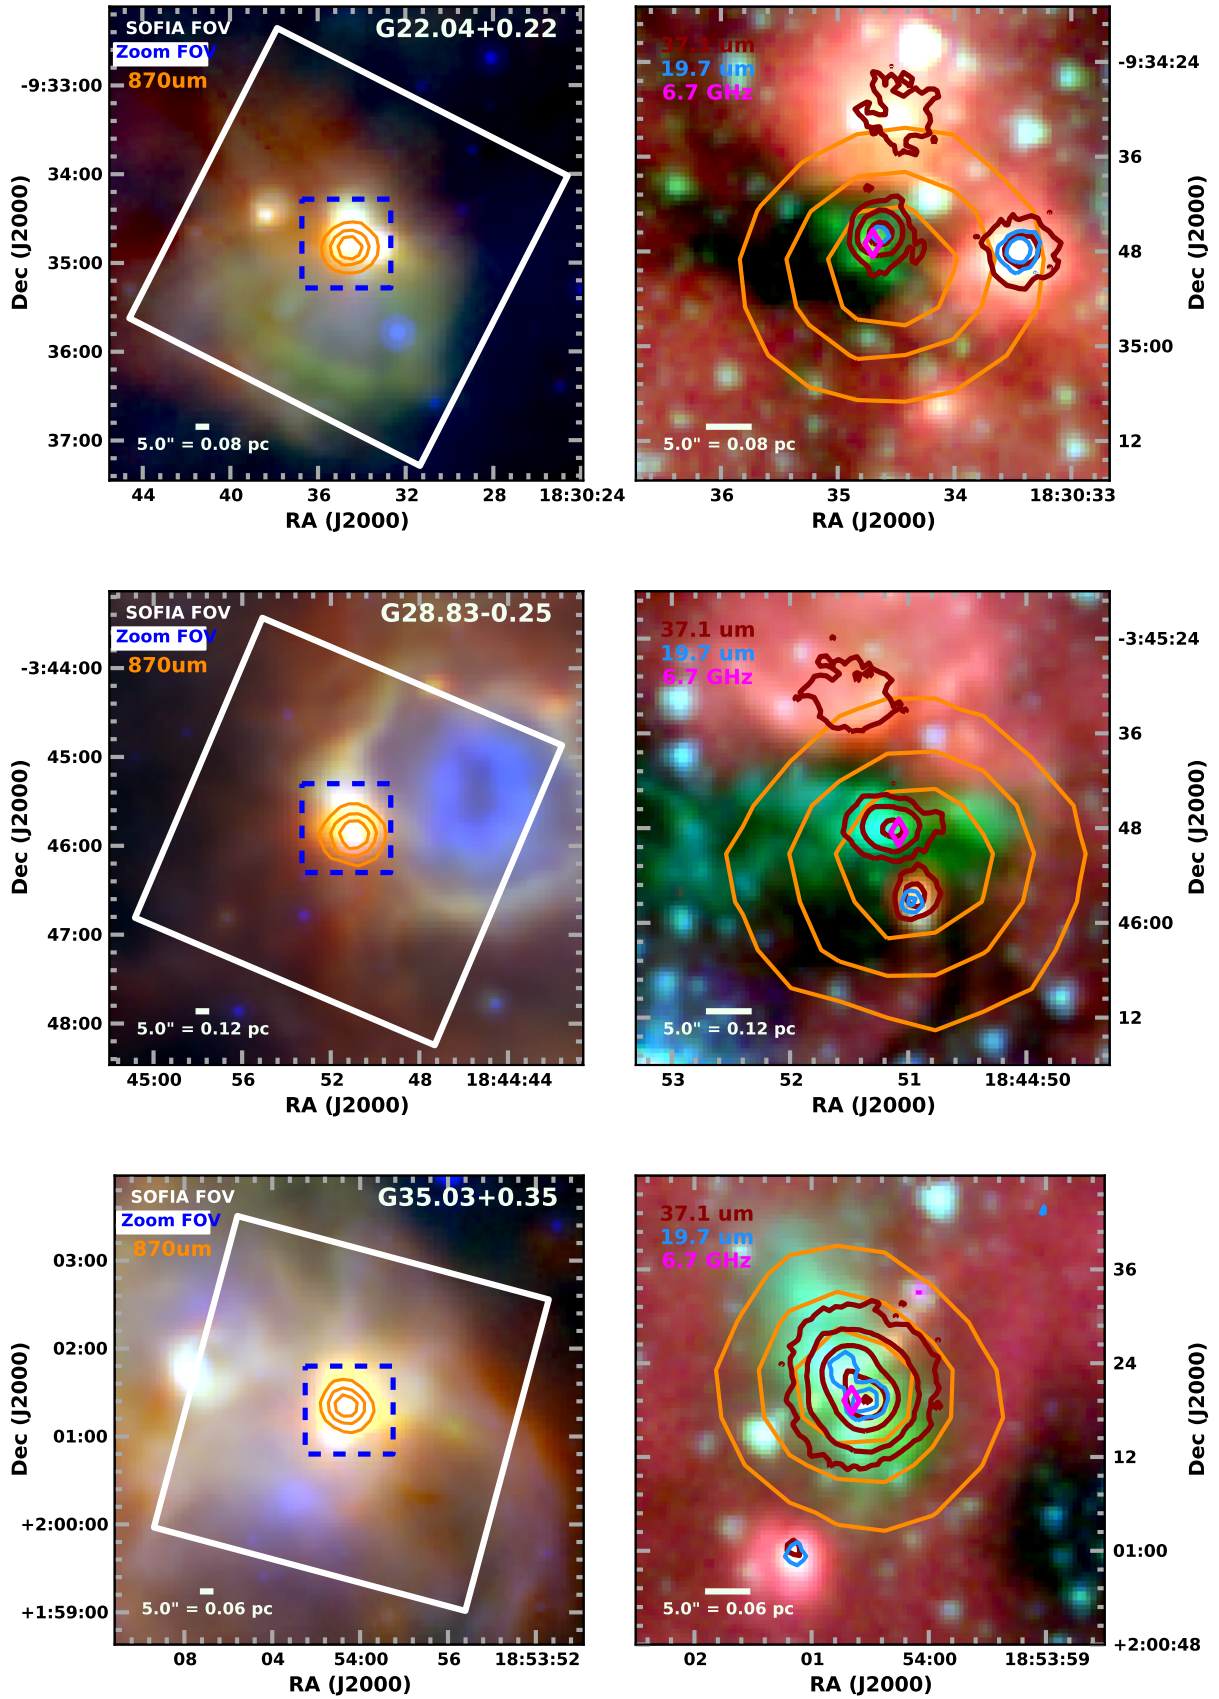 SOFIA FOV
G22.04+0.22
Zoom FOV
870um
-9:33:00
34:00
35:00
36:00
37:00
Dec (J2000)
5.0" = 0.08 pc
44 40 36 32 28 18:30:24
RA (J2000)
37.1 um
19.7 um
6.7 GHz
-9:34:24
36
48
35:00
12
Dec (J2000)
5.0" = 0.08 pc
36 35 34 18:30:33
RA (J2000)
SOFIA FOV
G28.83-0.25
Zoom FOV
870um
-3:44:00
45:00
46:00
47:00
48:00
Dec (J2000)
5.0" = 0.12 pc
45:00 56 52 48 18:44:44
RA (J2000)
37.1 um
19.7 um
6.7 GHz
-3:45:24
36
48
46:00
12
Dec (J2000)
5.0" = 0.12 pc
53 52 51 18:44:50
RA (J2000)
SOFIA FOV
G35.03+0.35
Zoom FOV
870um
03:00
02:00
01:00
+2:00:00
+1:59:00
Dec (J2000)
5.0" = 0.06 pc
08 04 54:00 56 18:53:52
RA (J2000)
37.1 um
19.7 um
6.7 GHz
36
24
12
01:00
+2:00:48
Dec (J2000)
5.0" = 0.06 pc
02 01 54:00 18:53:59
RA (J2000)